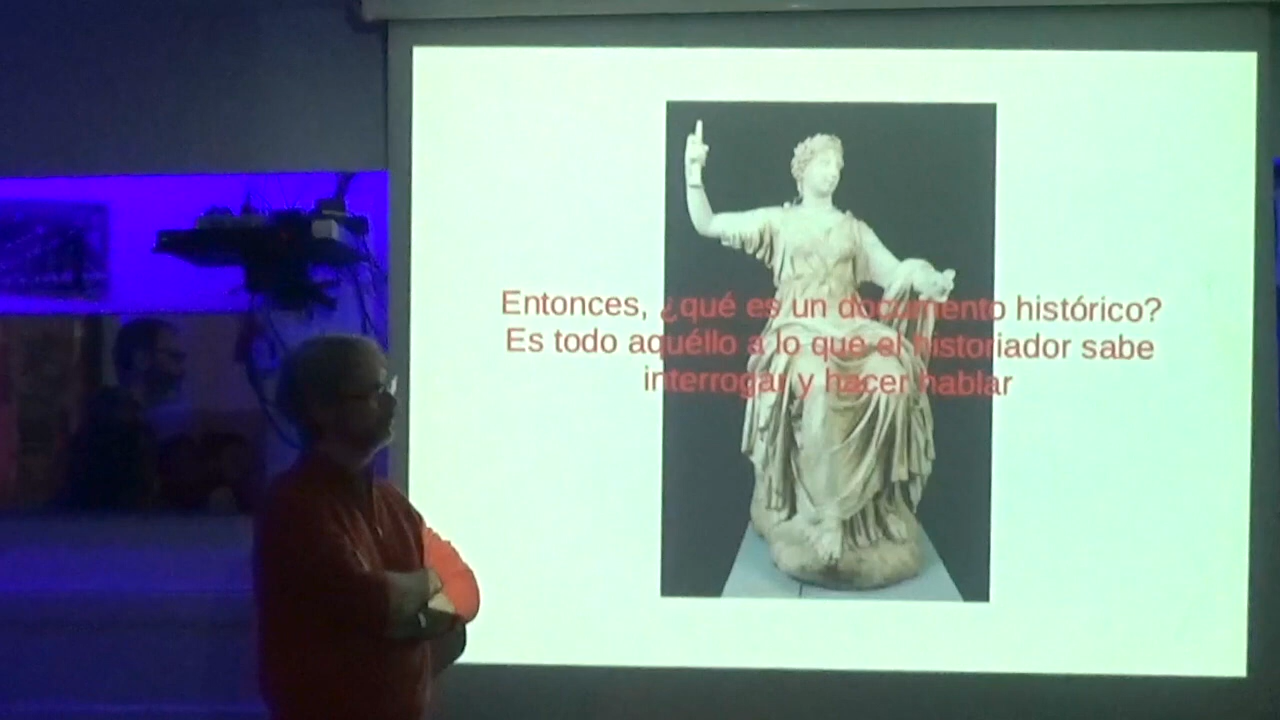 Entonces, ¿qué es un documento histórico?
Es todo aquéllo a lo que el historiador sabe
interrogar y hacer hablar